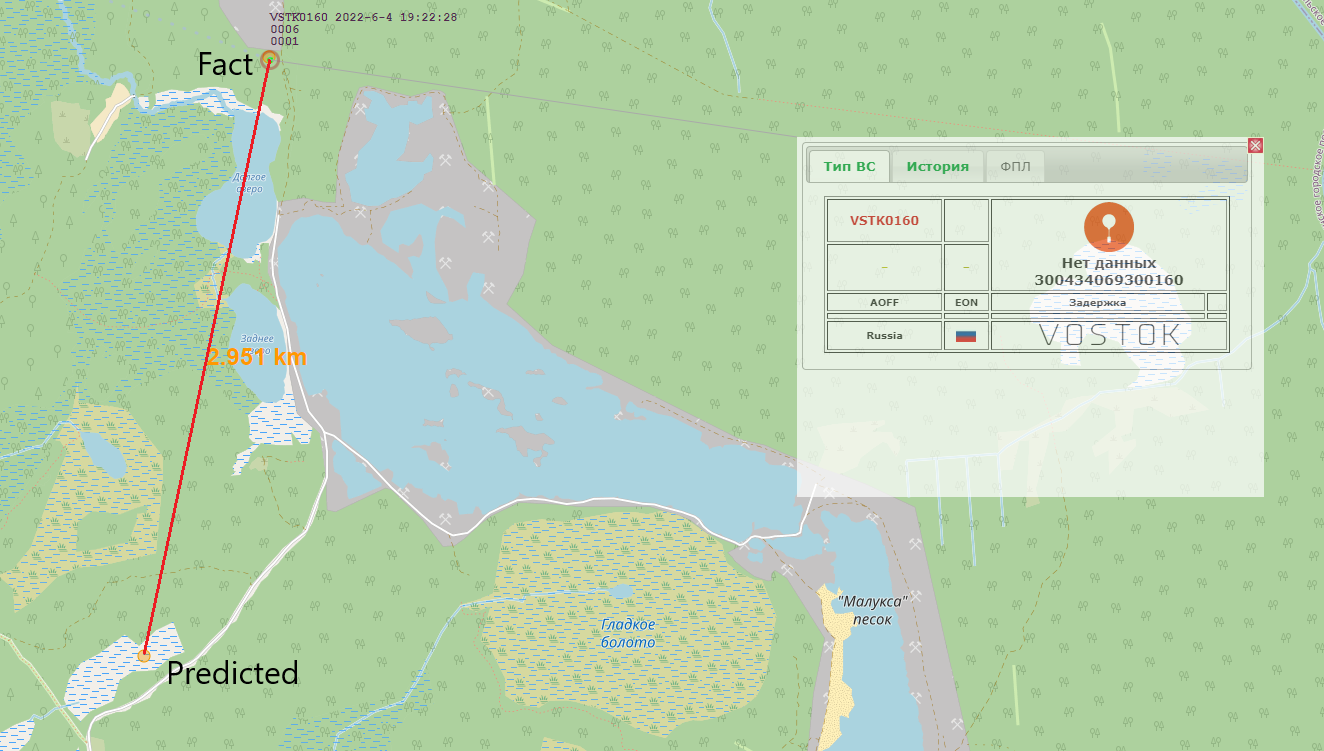 VSTK0160 2022-6-4 19:22:28
0006
0001
Fact
Тип ВС
История
ФПЛ
VSTK0160
–
–
Нет данных
300434069300160
AOFF
EON
Задержка
Russia
VOSTOK
Долгое
озеро
Заднее
2.951 km
"Малукса"
песок
Гладкое
болото
Predicted